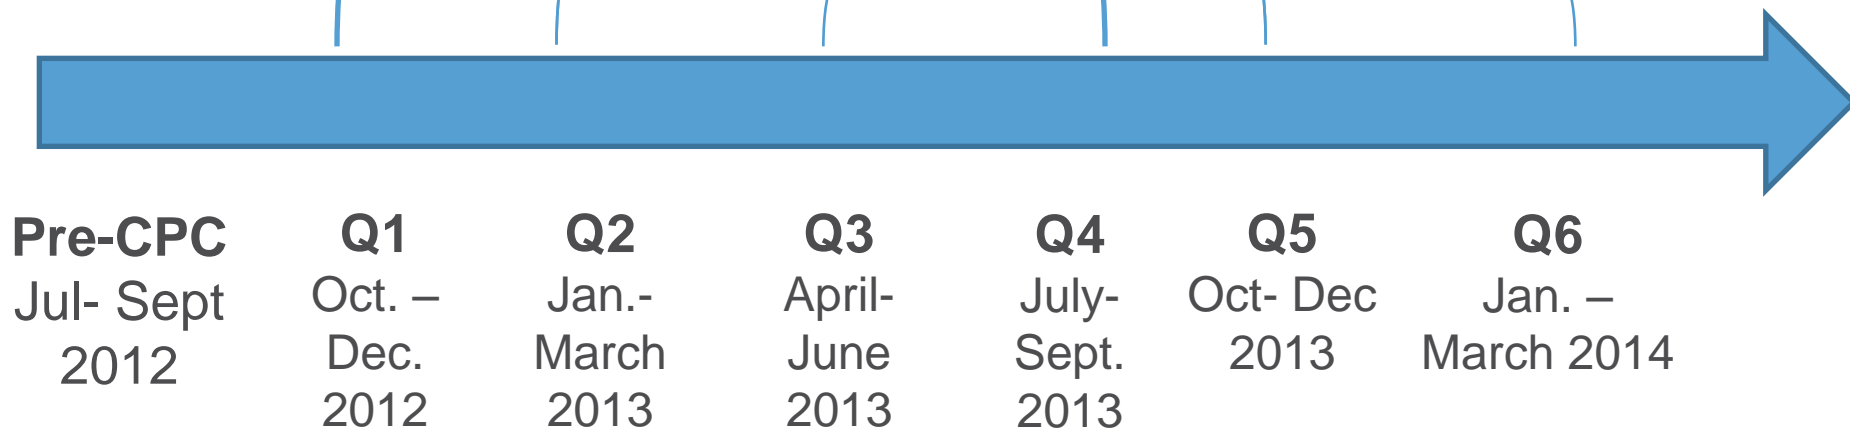 Pre-CPC
Jul- Sept
2012
Q1
Oct. –
Dec.
2012
Q2
Jan.-
March
2013
Q3
April-
June
2013
Q4
July-
Sept.
2013
Q5
Oct- Dec
2013
Q6
Jan. –
March 2014